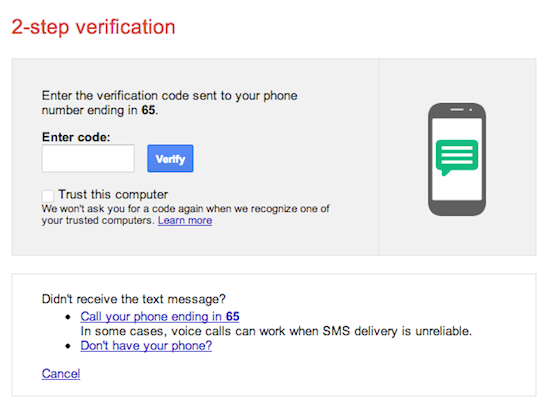 2-step verification
Enter the verification code sent to your phone
number ending in 65.
Enter code:
Verify
Trust this computer
We won't ask you for a code again when we recognize one of
your trusted computers. Learn more
Didn't receive the text message?
• Call your phone ending in 65
In some cases, voice calls can work when SMS delivery is unreliable.
• Don't have your phone?
Cancel